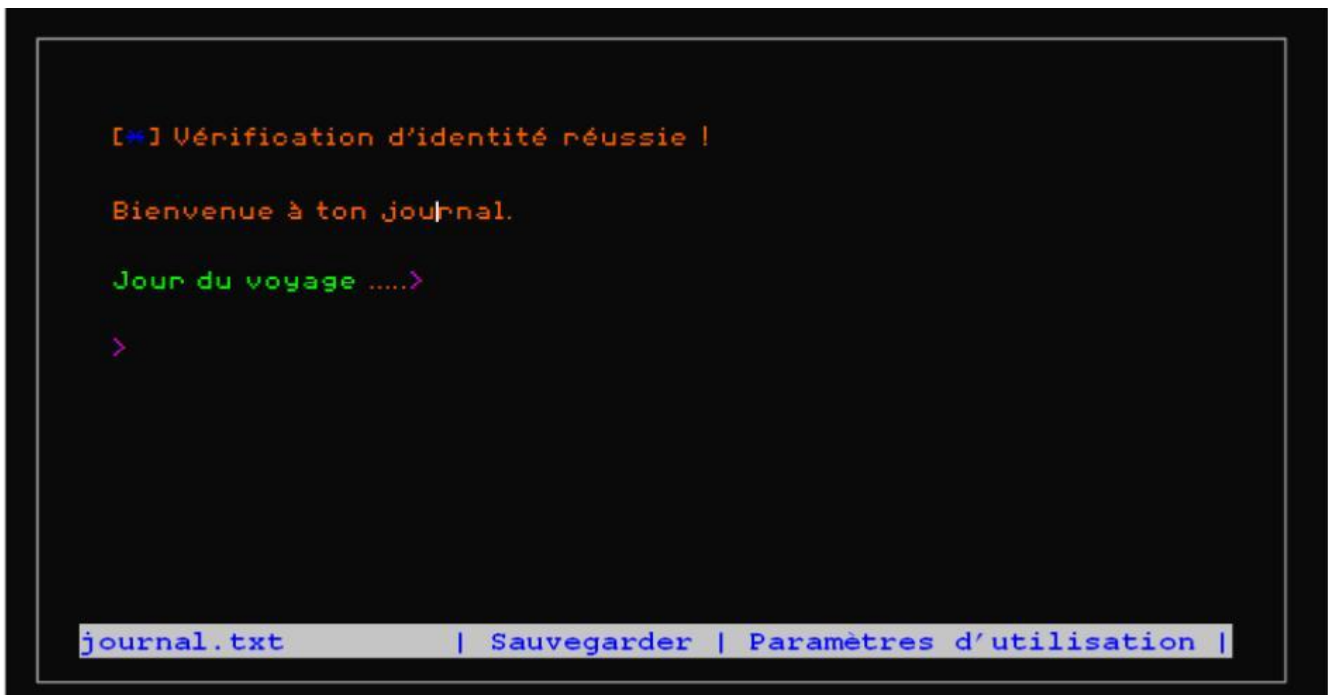 [*] Vérification d'identité réussie !
Bienvenue à ton journal.
Jour du voyage .....>
>
journal.txt | Sauvegarder | Paramètres d'utilisation |